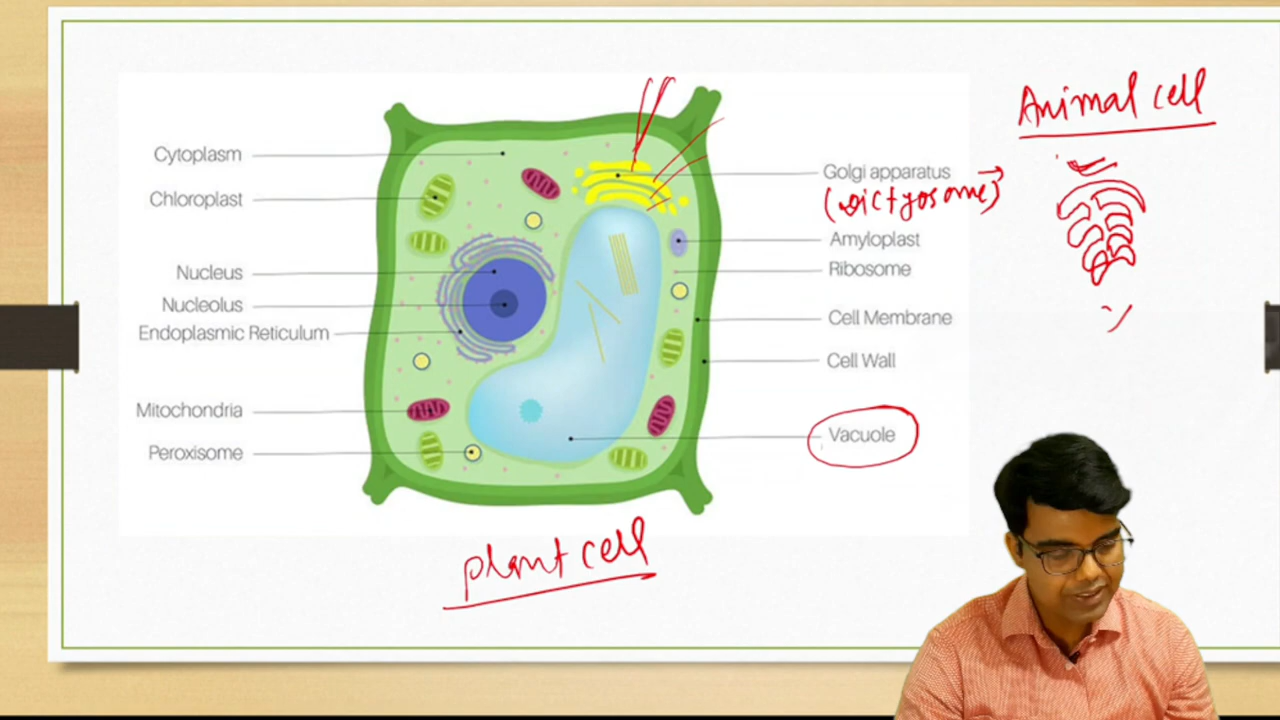 Animal cell
Cytoplasm
Chloroplast
Nucleus
Nucleolus
Endoplasmic Reticulum
Mitochondria
Peroxisome
Golgi apparatus
(Dictyosome)
Amyloplast
Ribosome
Cell Membrane
Cell Wall
Vacuole
plant cell